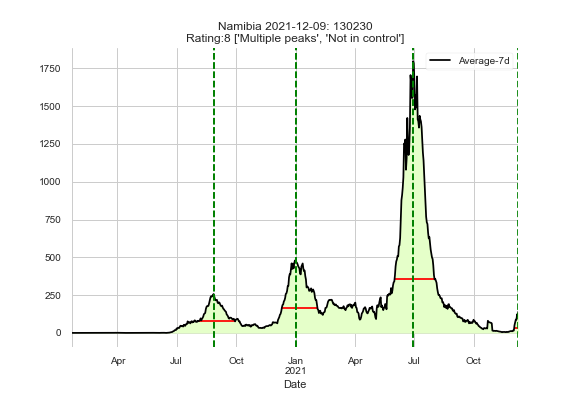 Namibia 2021-12-09: 130230
Rating:8 ['Multiple peaks', 'Not in control']
Average-7d
1750
1500
1250
1000
750
500
250
0
Apr
Jul
Oct
Jan
2021
Apr
Jul
Oct
Date